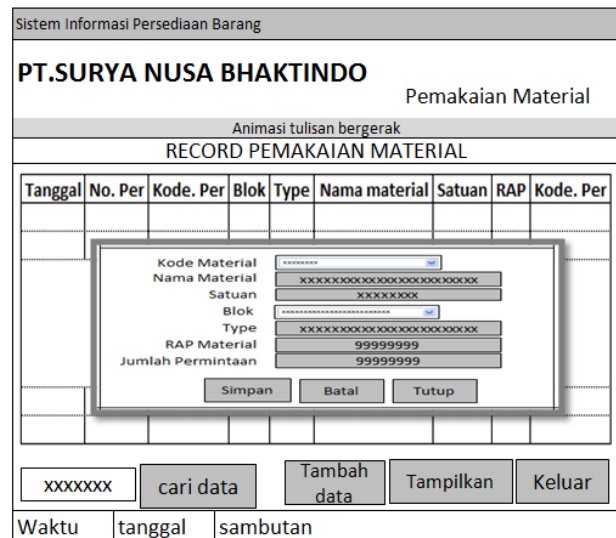 Sistem Informasi Persediaan Barang
PT.SURYA NUSA BHAKTINDO
Pemakaian Material
Animasi tulisan bergerak
RECORD PEMAKAIAN MATERIAL
Tanggal No. Per Kode. Per Blok Type Nama material Satuan RAP Kode. Per
Kode Material xxxxxxxx
Nama Material xxxxxxxxxxxxxxxxxxxxxxxx
Satuan xxxxxxxx
Blok
Type xxxxxxxxxxxxxxxxxxxxxxxx
RAP Material 99999999
Jumlah Permintaan 99999999
Simpan Batal Tutup
xxxxxxx cari data Tambah data Tampilkan Keluar
Waktu tanggal sambutan